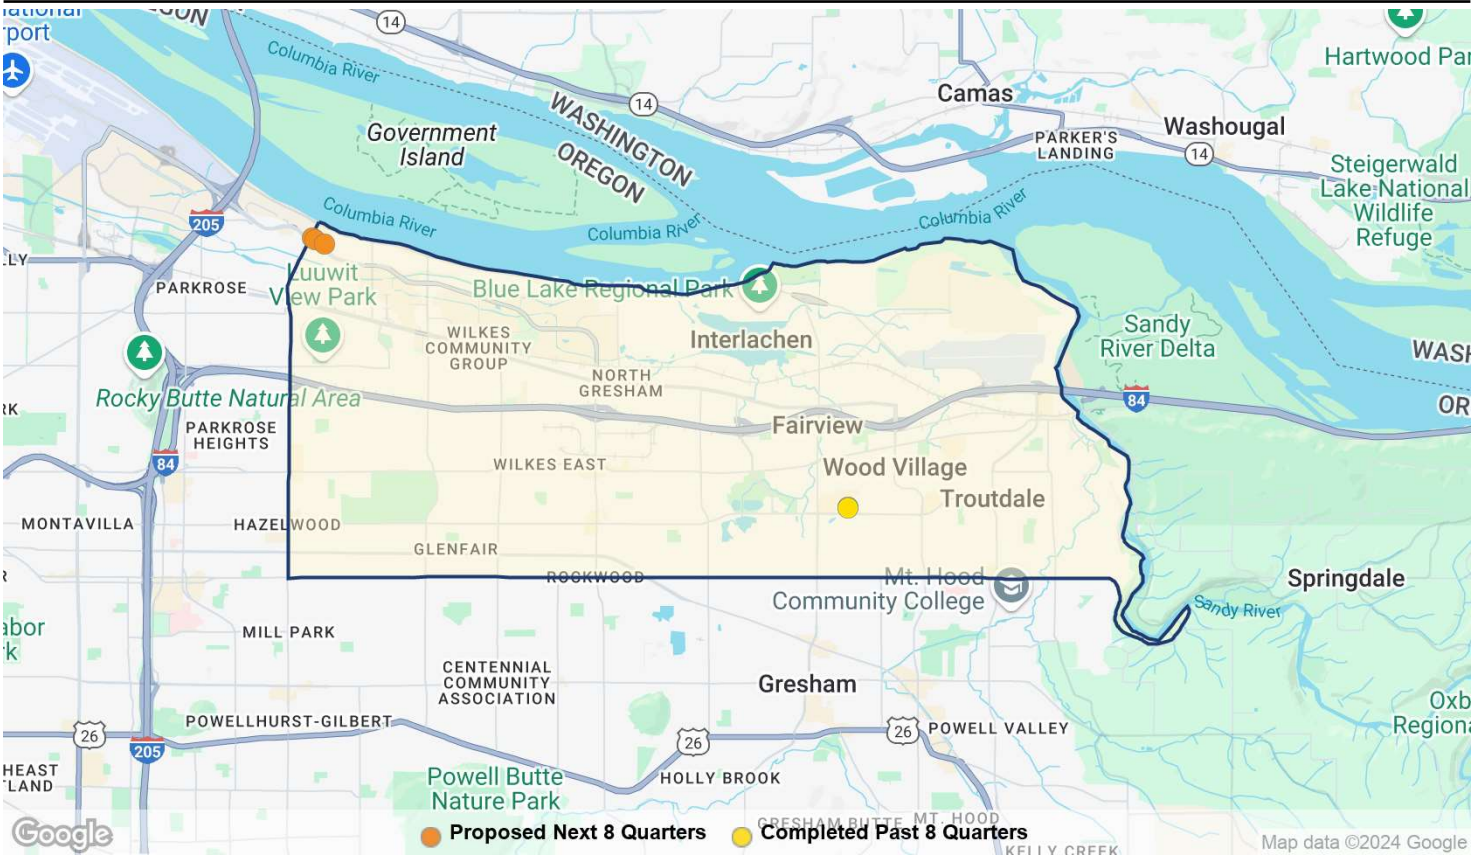 national
rport
OREGON
14
Columbia River
Hartwood Par
14
Camas
Government
Island
WASHINGTON
OREGON
PARKER'S
LANDING
Washougal
14
Steigerwald
Lake National
Wildlife
Refuge
205
Columbia River
Columbia River
Columbia River
LLY
PARKROSE
Luuwit
View Park
Blue Lake Regional Park
WILKES
COMMUNITY
GROUP
Interlachen
Sandy
River Delta
WASH
NORTH
GRESHAM
RK
Rocky Butte Natural Area
84
OR
PARKROSE
HEIGHTS
Fairview
84
WILKES EAST
Wood Village
Troutdale
MONTAVILLA
HAZELWOOD
GLENFAIR
R
ROCKWOOD
Mt. Hood
Community College
Springdale
Sandy River
abor
rk
MILL PARK
CENTENNIAL
COMMUNITY
ASSOCIATION
Gresham
Oxb
Regiona
26
POWELLHURST-GILBERT
205
26
26
POWELL VALLEY
HEAST
TLAND
Powell Butte
Nature Park
HOLLY BROOK
GRESHAM BUTTE
MT. HOOD
Google
Proposed Next 8 Quarters
Completed Past 8 Quarters
KELLY CREEK
Map data ©2024 Google